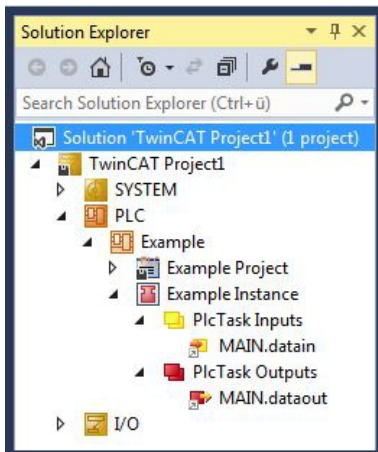 Solution Explorer
Search Solution Explorer (Ctrl+ü)
Solution 'TwinCAT Project1' (1 project)
TwinCAT Project1
SYSTEM
PLC
Example
Example Project
Example Instance
PlcTask Inputs
MAIN.datain
PlcTask Outputs
MAIN.dataout
I/O